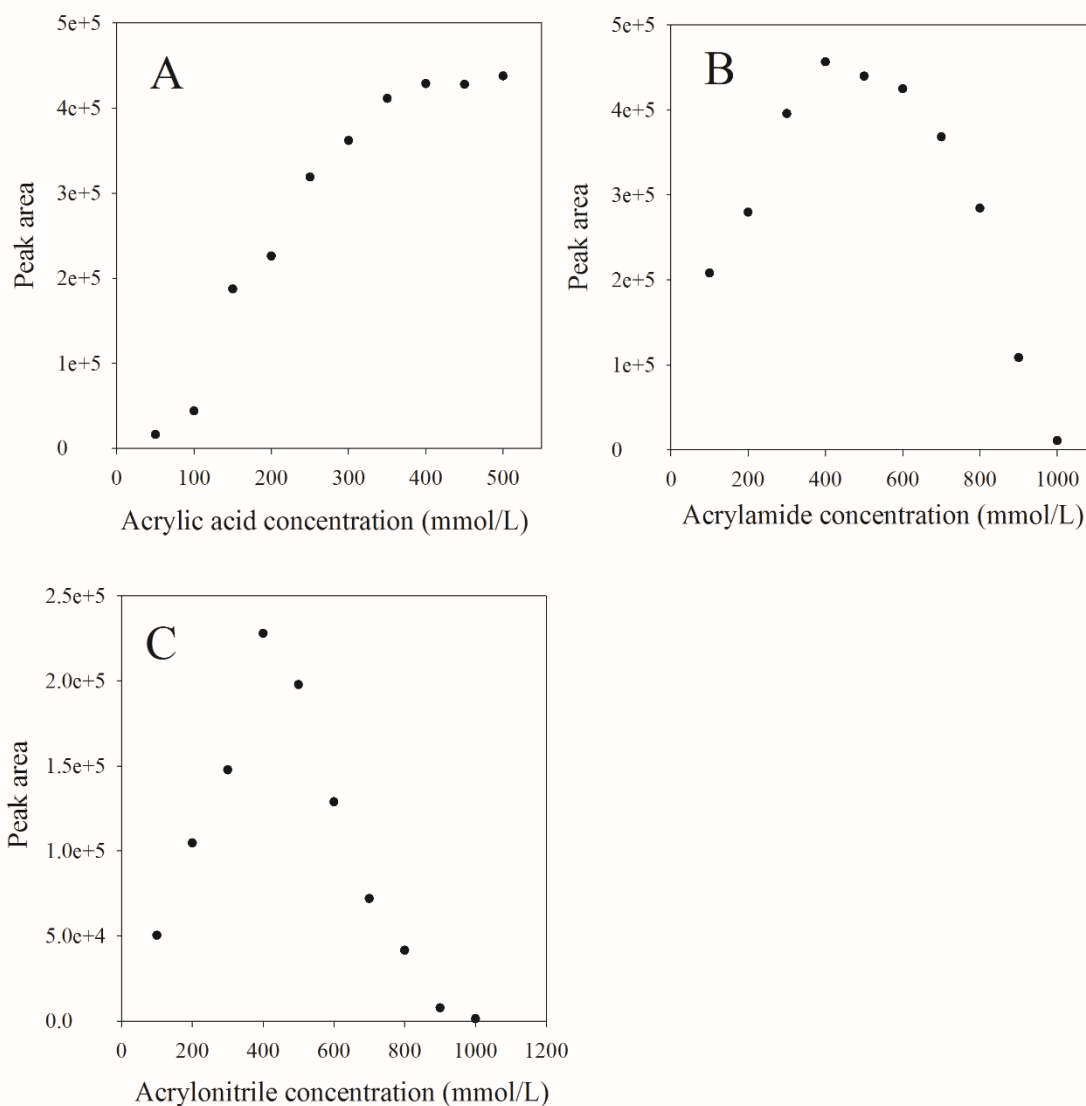 A
Peak area
5e+5
4e+5
3e+5
2e+5
1e+5
0
0 100 200 300 400 500
Acrylic acid concentration (mmol/L)
B
Peak area
5e+5
4e+5
3e+5
2e+5
1e+5
0
0 200 400 600 800 1000
Acrylamide concentration (mmol/L)
C
Peak area
2.5e+5
2.0e+5
1.5e+5
1.0e+5
5.0e+4
0.0
0 200 400 600 800 1000 1200
Acrylonitrile concentration (mmol/L)